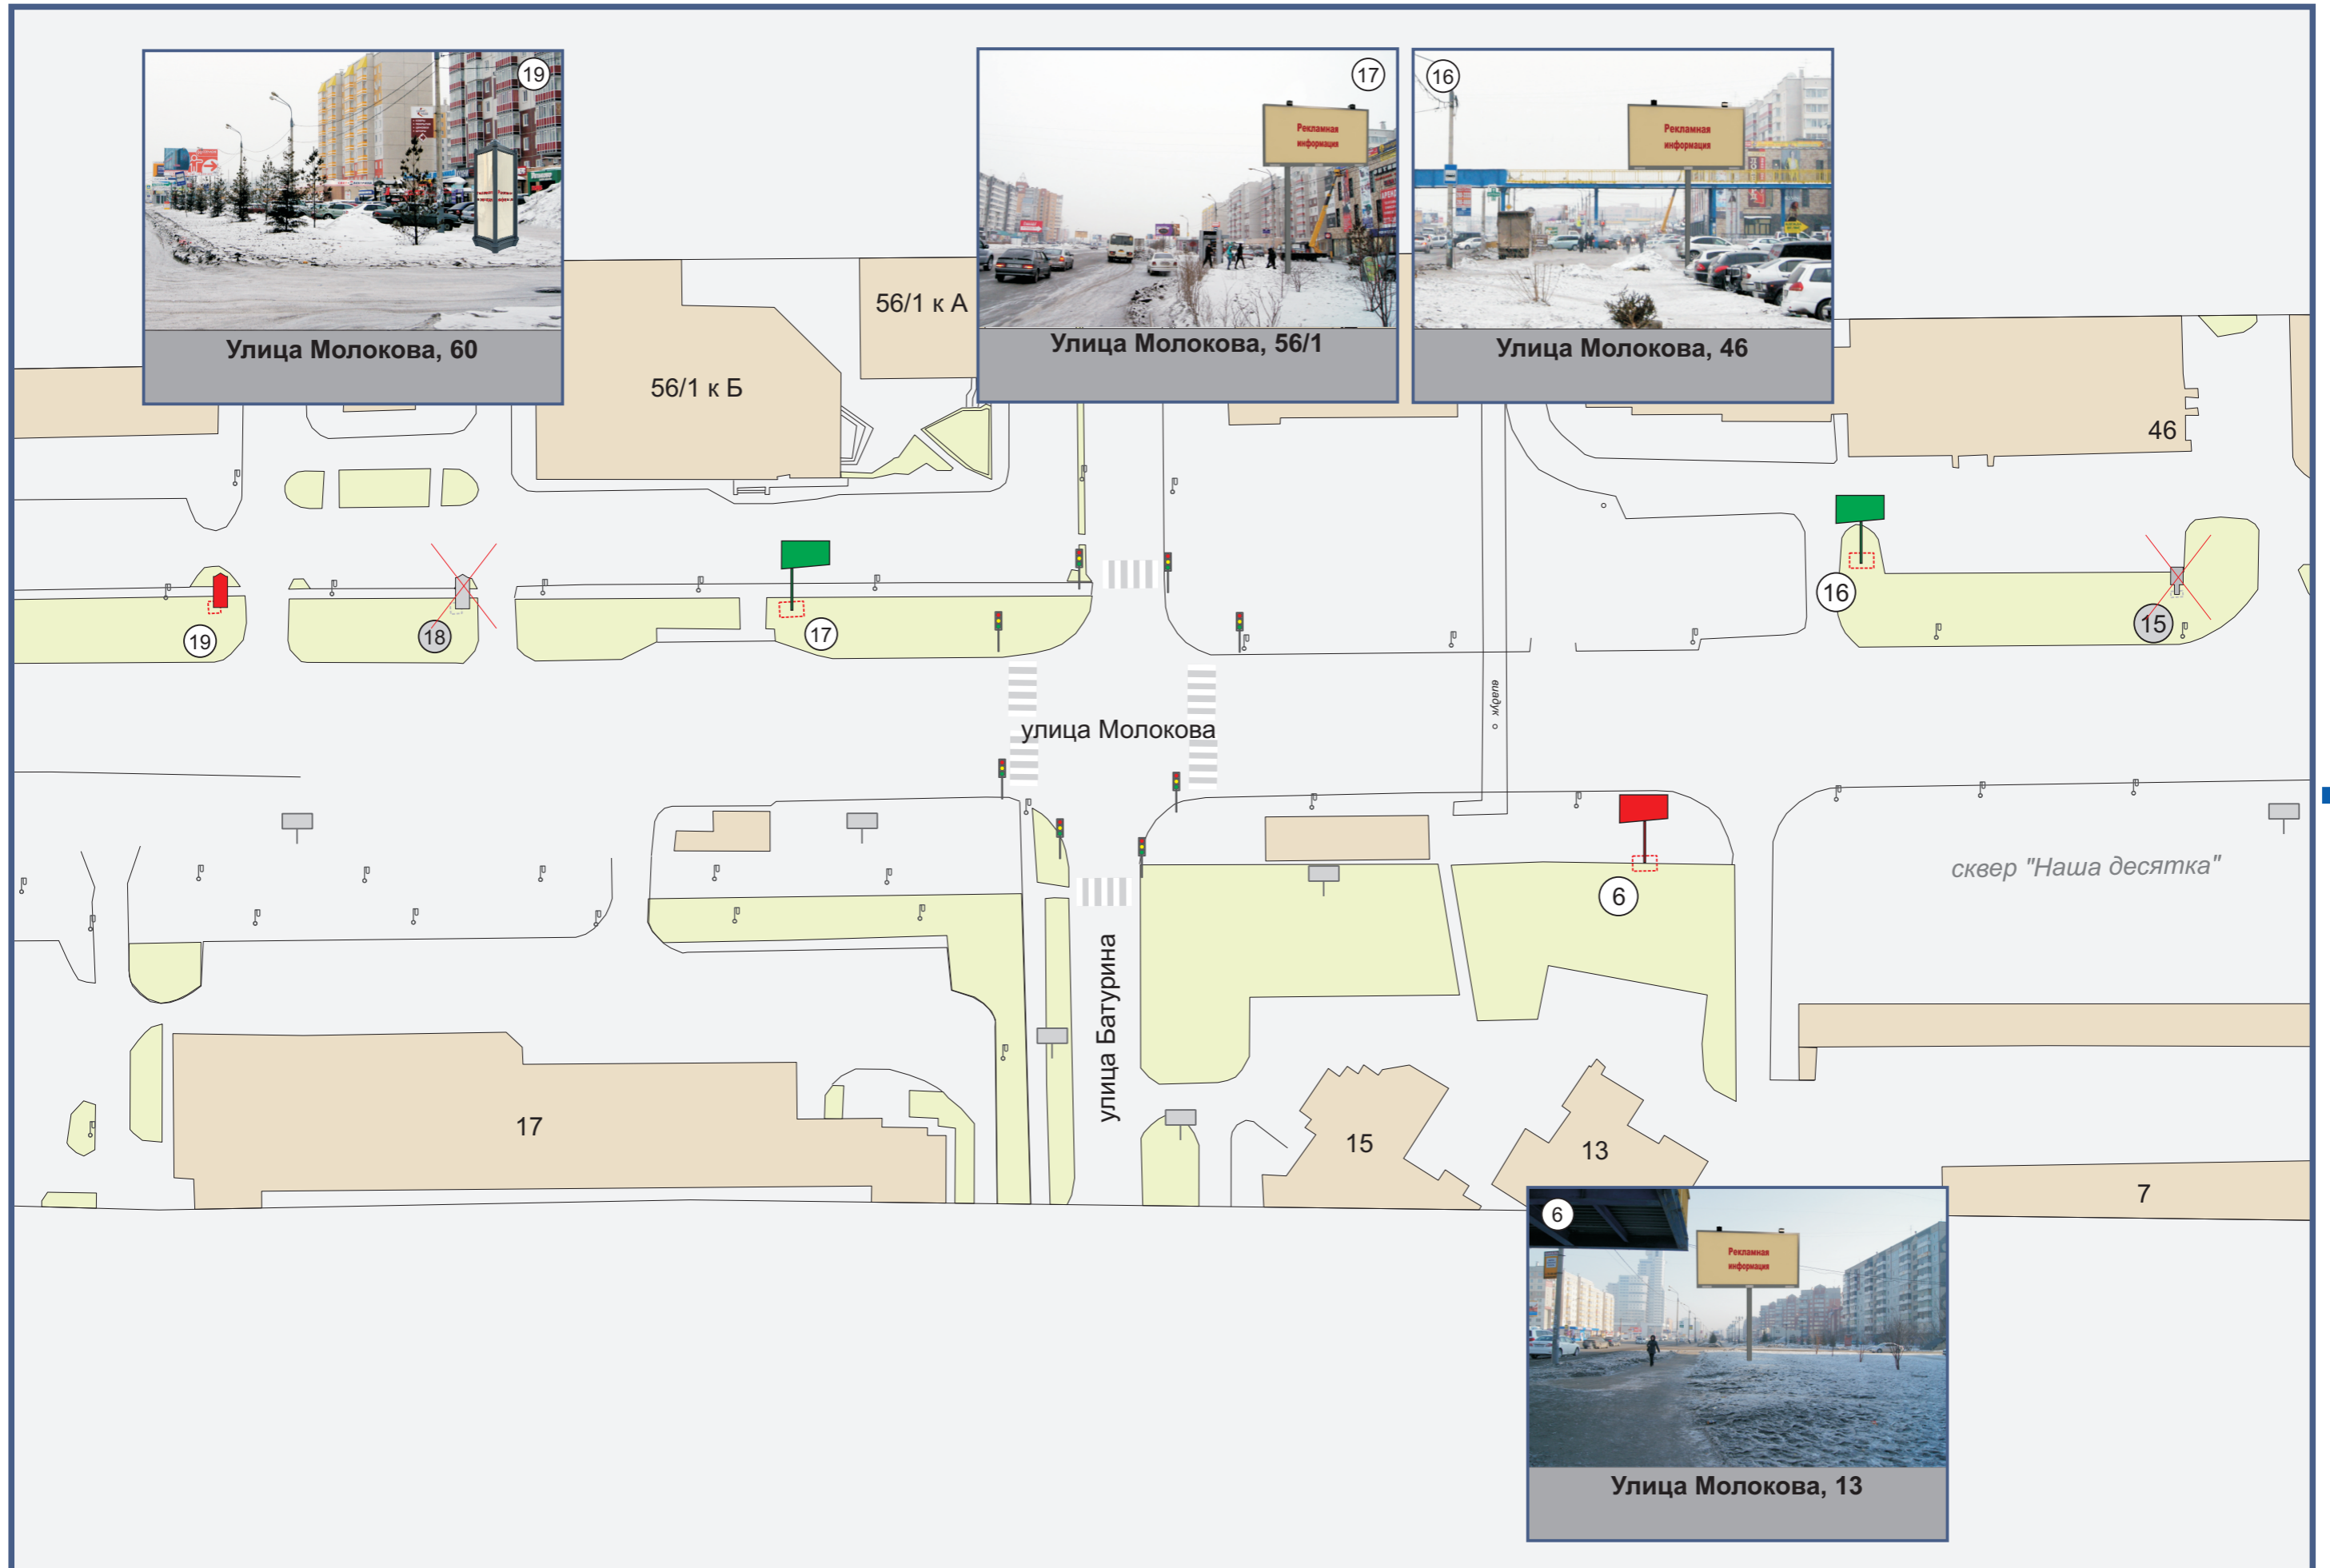 19
Улица Молокова, 60
17
Рекламная
информация
Улица Молокова, 56/1
16
Рекламная
информация
Улица Молокова, 46
56/1 к А
56/1 к Б
46
19
18
17
16
15
виадук
улица Молокова
сквер "Наша десятка"
6
улица Батурина
17
15
13
7
6
Рекламная
информация
Улица Молокова, 13